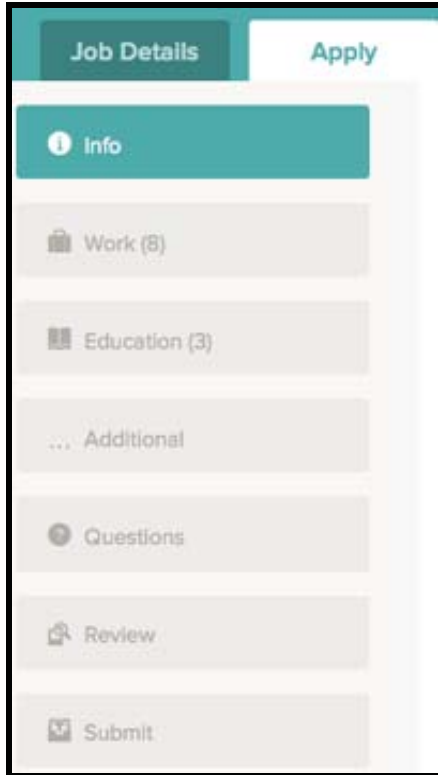 Job Details
Apply
Info
Work (8)
Education (3)
... Additional
Questions
Review
Submit